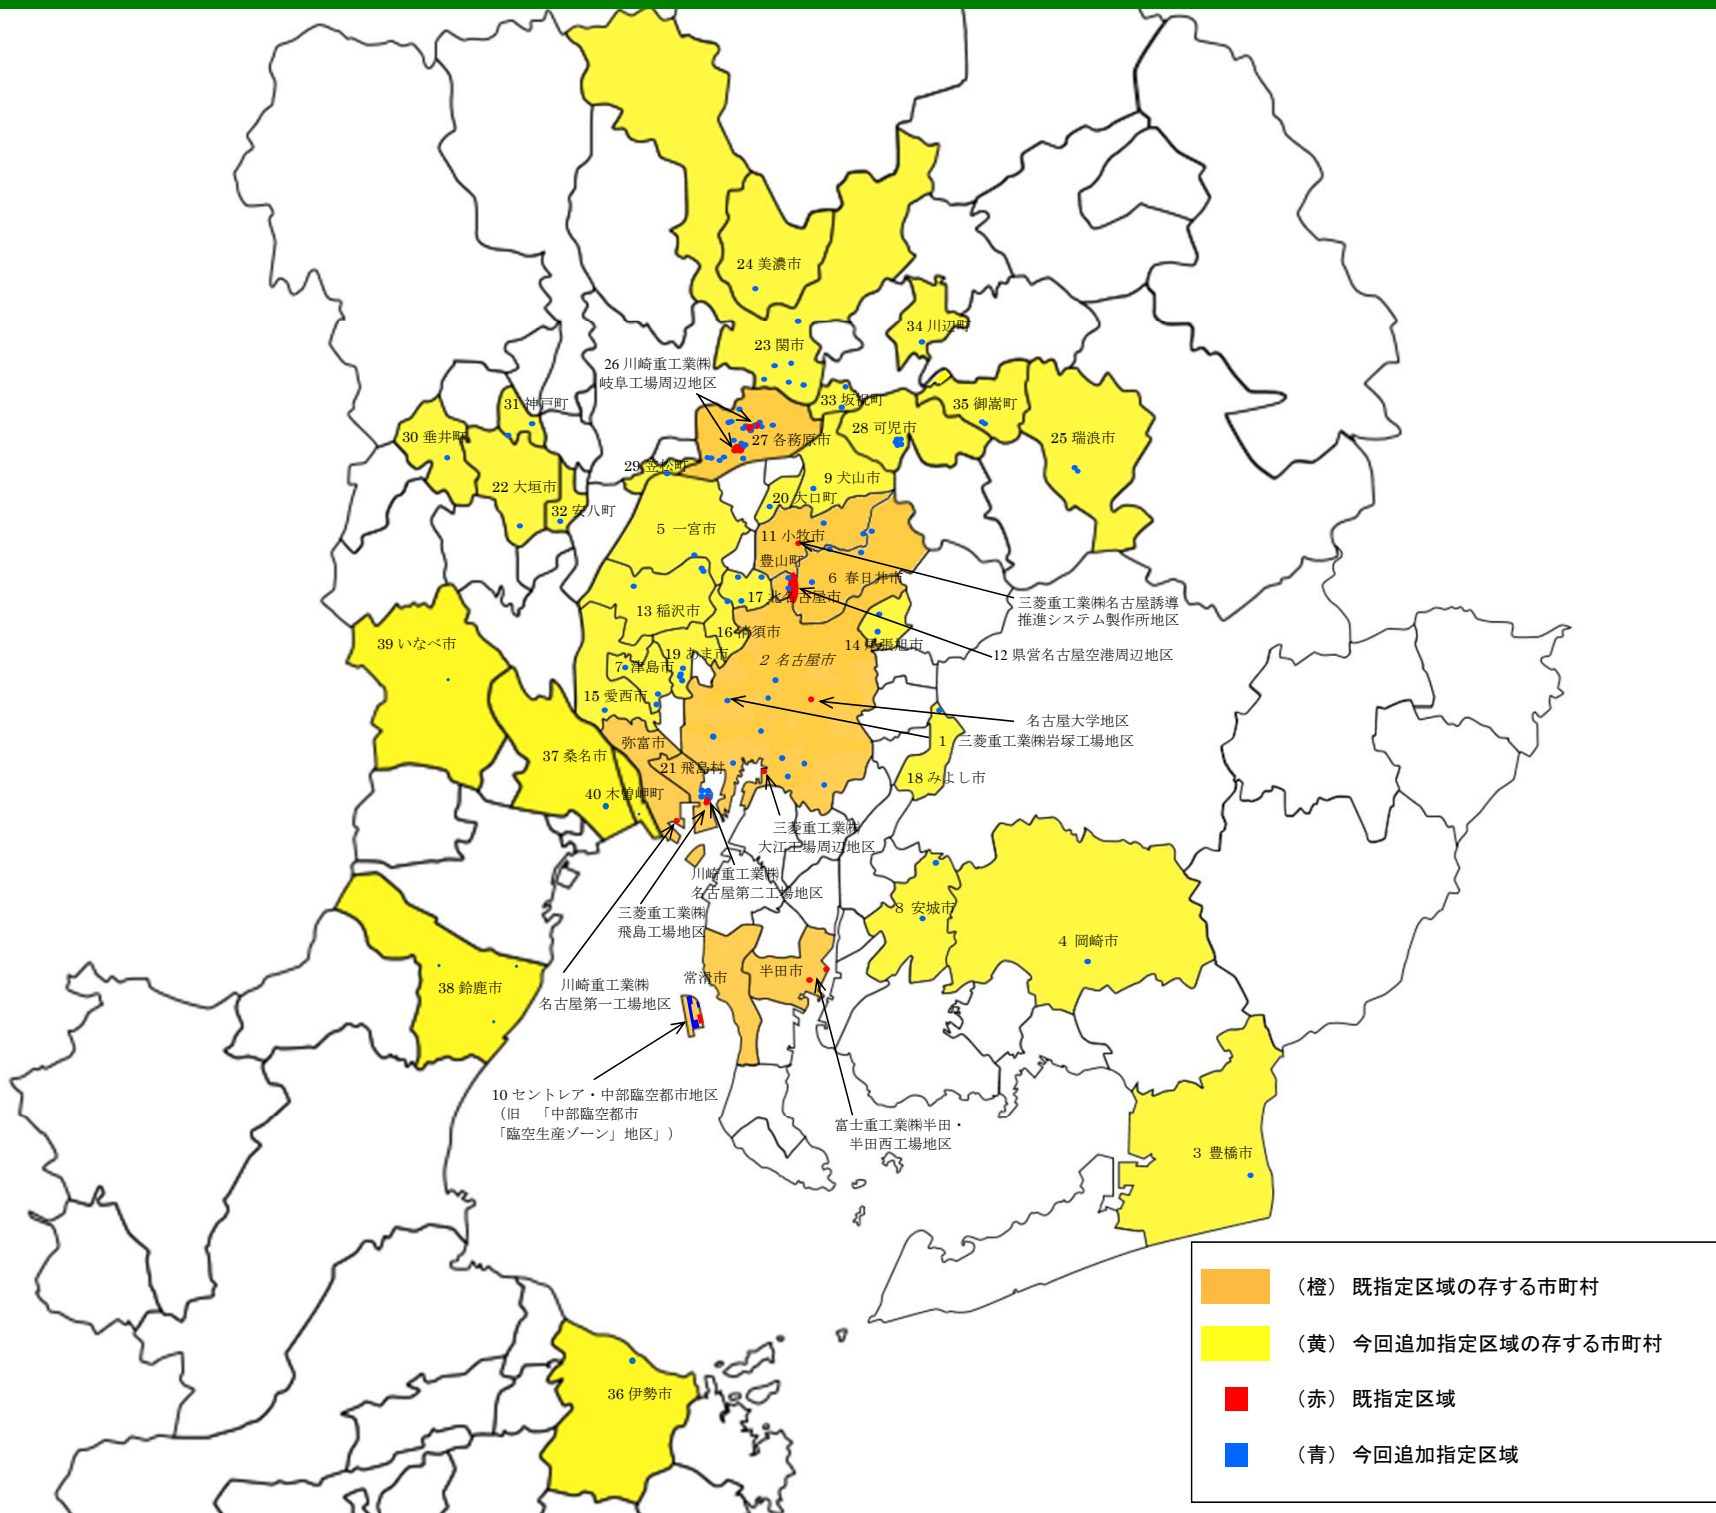 24 美濃市
34 川辺町
23 関市
26 川崎重工業㈱
岐阜工場周辺地区
31 神戸町
33 坂祝町
35 御嵩町
28 可児市
30 垂井町
27 各務原市
25 瑞浪市
29 笠松町
9 犬山市
22 大垣市
20 大口町
32 安八町
5 一宮市
11 小牧市
豊山町
6 春日井市
17 北名古屋市
三菱重工業㈱名古屋誘導
推進システム製作所地区
13 稲沢市
16 清須市
39 いなべ市
14 尾張旭市
19 あま市
2 名古屋市
12 県営名古屋空港周辺地区
7 津島市
15 愛西市
名古屋大学地区
弥富市
1 三菱重工業㈱岩塚工場地区
37 桑名市
21 飛島村
18 みよし市
40 木曽岬町
三菱重工業㈱
大江工場周辺地区
川崎重工業㈱
名古屋第二工場地区
三菱重工業㈱
飛島工場地区
8 安城市
4 岡崎市
半田市
常滑市
38 鈴鹿市
川崎重工業㈱
名古屋第一工場地区
10 セントレア・中部臨空都市地区
（旧 「中部臨空都市
「臨空生産ゾーン」地区」）
富士重工業㈱半田・
半田西工場地区
3 豊橋市
36 伊勢市
（橙） 既指定区域の存する市町村
（黄） 今回追加指定区域の存する市町村
（赤） 既指定区域
（青） 今回追加指定区域